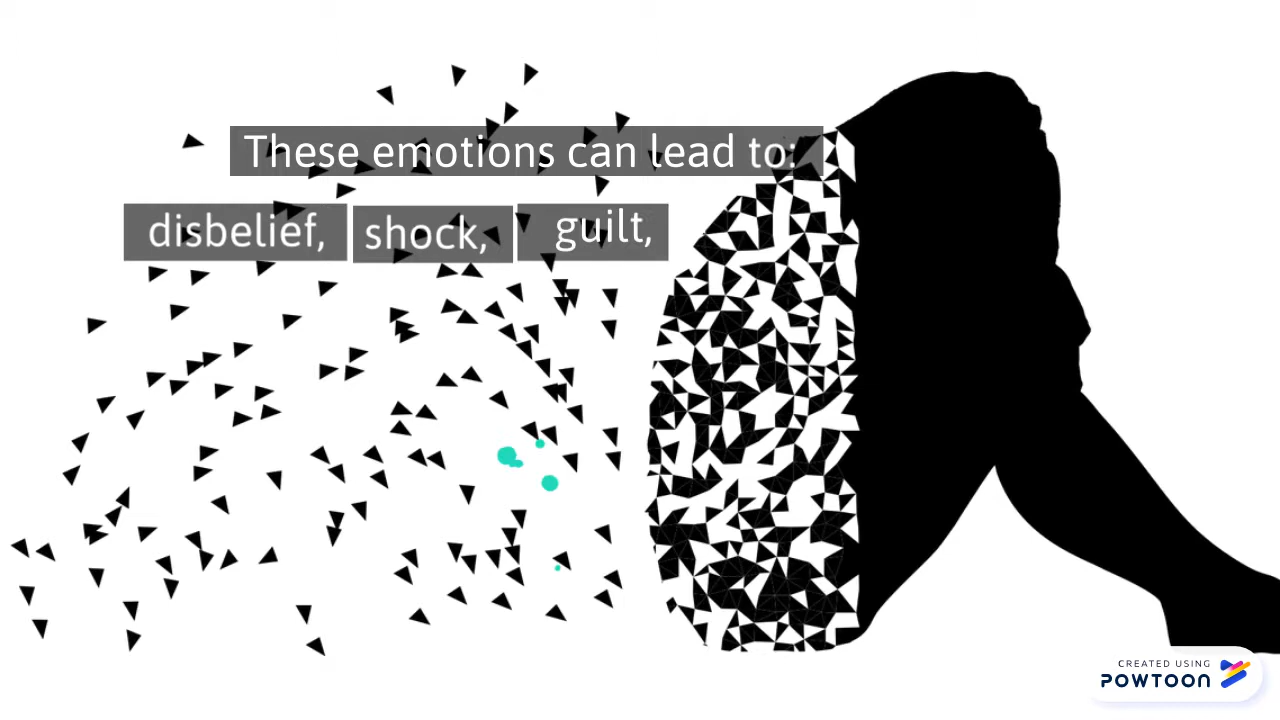 These emotions can lead to:
disbelief, shock, guilt,
CREATED USING
POWTOON